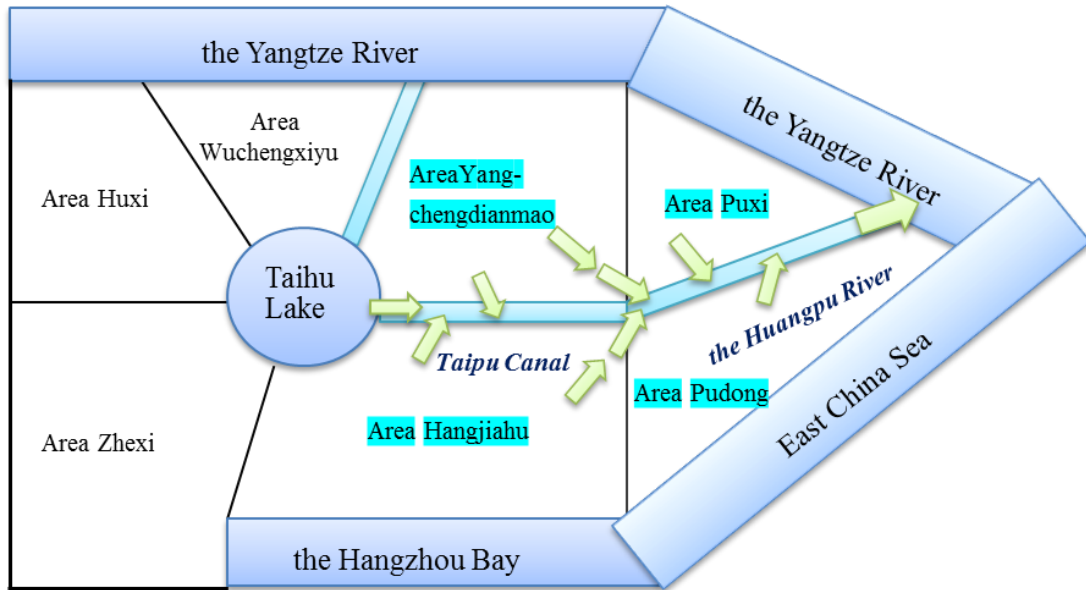 the Yangtze River
the Yangtze River
Area
Wuchengxiyu
AreaYang-
chengdianmao
Area Huxi
Area Puxi
Taihu
Lake
the Huangpu River
Taipu Canal
Area Pudong
East China Sea
Area Hangjiahu
Area Zhexi
the Hangzhou Bay